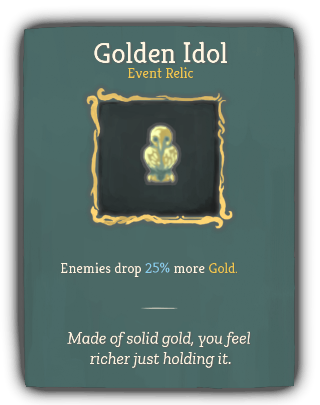 Golden Idol
Event Relic
Enemies drop 25% more Gold.
Made of solid gold, you feel
richer just holding it.